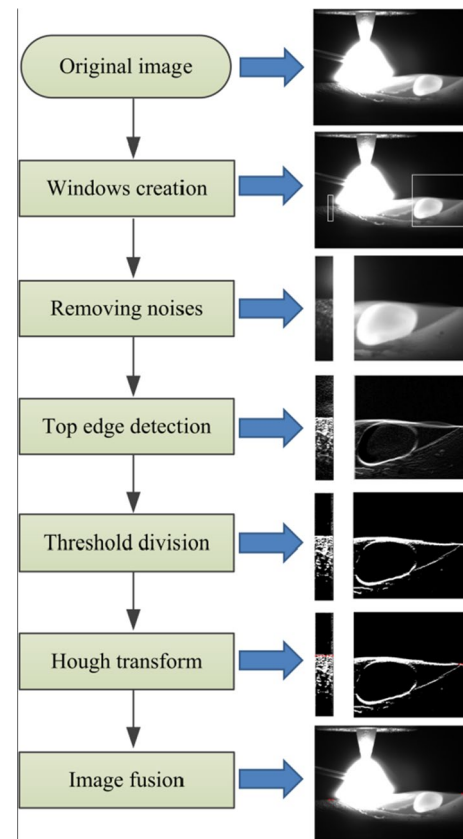 Original image
Windows creation
Removing noises
Top edge detection
Threshold division
Hough transform
Image fusion